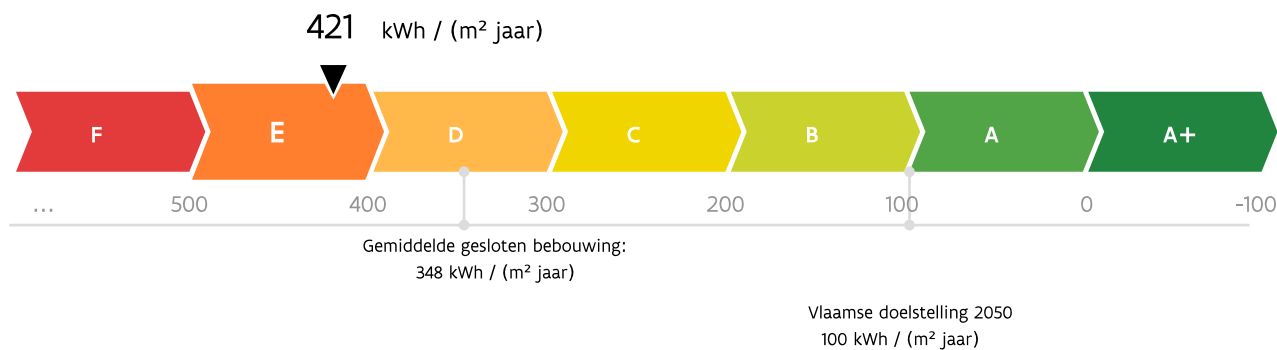 421 kWh / (m² jaar)
F E D C B A A+
... 500 400 300 200 100 0 -100
Gemiddelde gesloten bebouwing:
348 kWh / (m² jaar)
Vlaamse doelstelling 2050
100 kWh / (m² jaar)